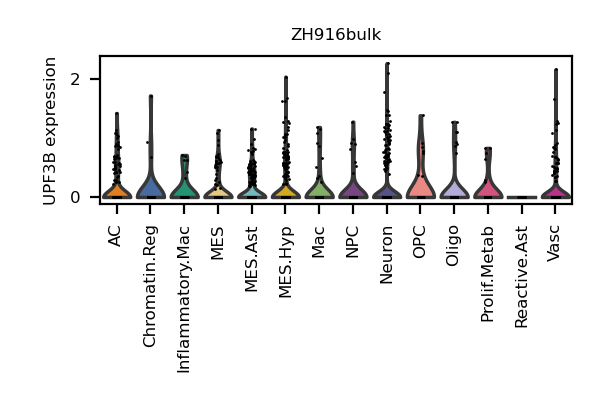 ZH916bulk
UPF3B expression
2
0
AC
Chromatin.Reg
Inflammatory.Mac
MES
MES.Ast
MES.Hyp
Mac
NPC
Neuron
OPC
Oligo
Prolif.Metab
Reactive.Ast
Vasc